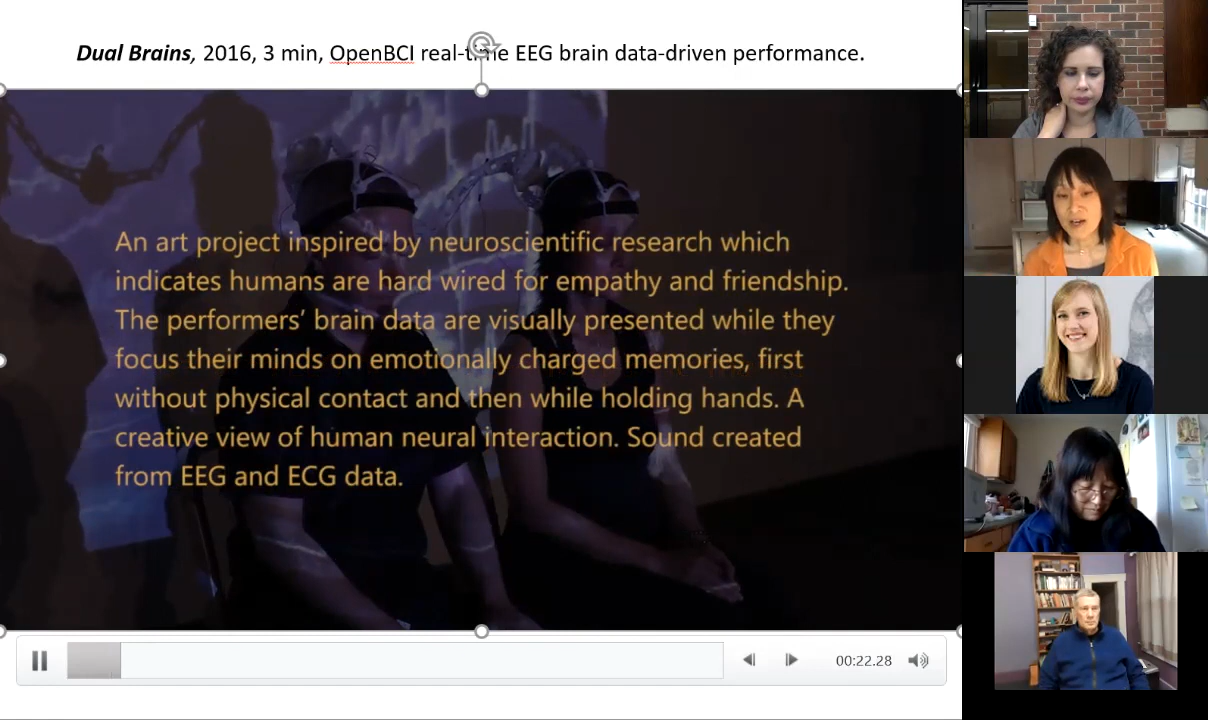 Dual Brains, 2016, 3 min, OpenBCI real-time EEG brain data-driven performance.
An art project inspired by neuroscientific research which
indicates humans are hard wired for empathy and friendship.
The performers’ brain data are visually presented while they
focus their minds on emotionally charged memories, first
without physical contact and then while holding hands. A
creative view of human neural interaction. Sound created
from EEG and ECG data.
00:22.28